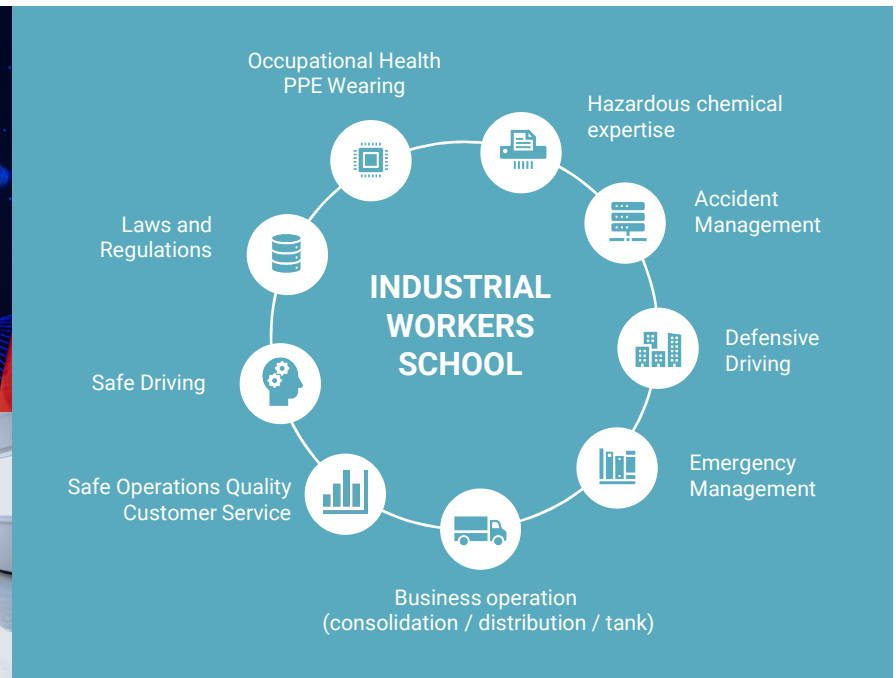 Occupational Health
PPE Wearing
Hazardous chemical
expertise
Accident
Management
Defensive
Driving
Emergency
Management
Business operation
(consolidation / distribution / tank)
Safe Operations Quality
Customer Service
Safe Driving
Laws and
Regulations
INDUSTRIAL
WORKERS
SCHOOL